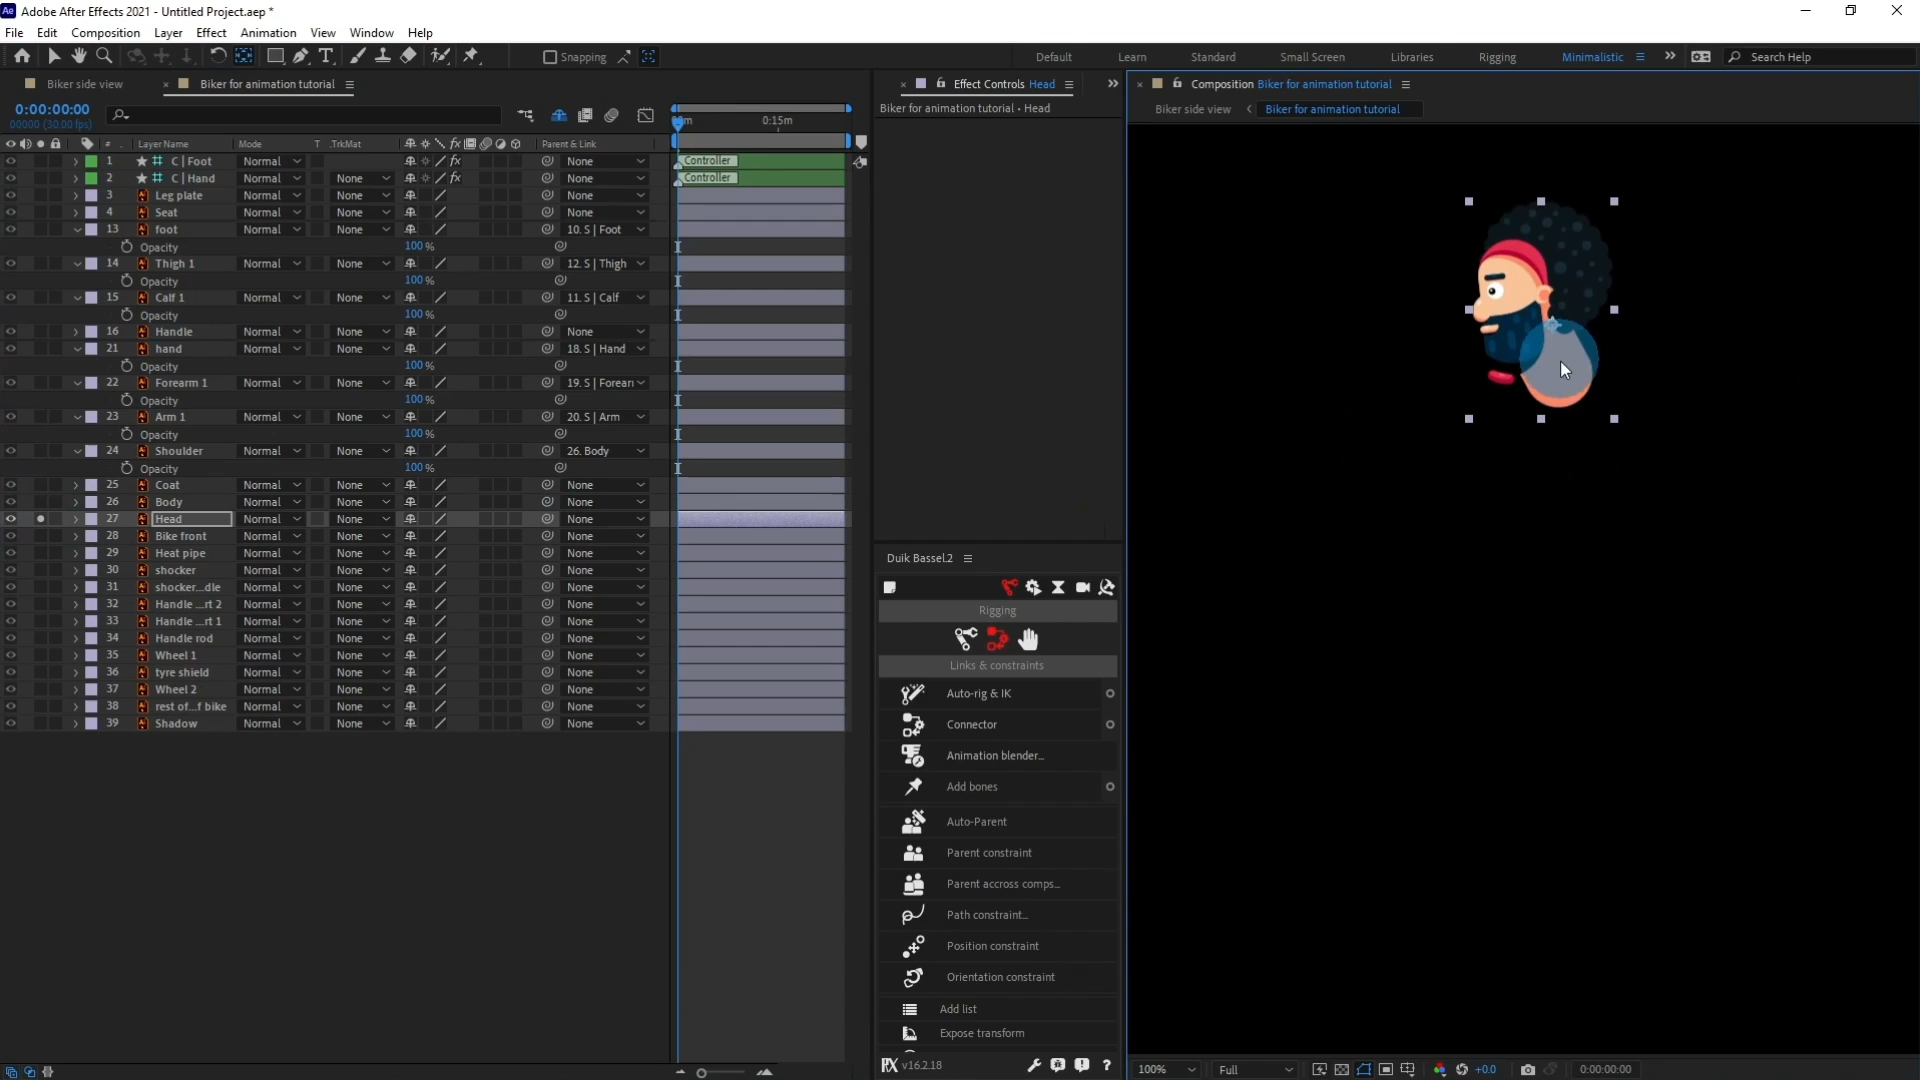 Ae Adobe After Effects 2021 - Untitled Project.aep *
File Edit Composition Layer Effect Animation View Window Help
Snapping Default Learn Standard Small Screen Libraries Rigging Minimalistic Search Help
Biker side view Biker for animation tutorial
Effect Controls Head
Composition Biker for animation tutorial
0:00:00:00
00000 (30.00 fps)
0:15m
Biker for animation tutorial • Head
Biker side view Biker for animation tutorial
# Layer Name Mode T .TrkMat Parent & Link
1 C | Foot Normal None Controller
2 C | Hand Normal None None Controller
3 Leg plate Normal None None
4 Seat Normal None None
13 foot Normal None 10. S | Foot
Opacity 100 %
14 Thigh 1 Normal None 12. S | Thigh
Opacity 100 %
15 Calf 1 Normal None 11. S | Calf
Opacity 100 %
16 Handle Normal None None
21 hand Normal None 18. S | Hand
Opacity 100 %
22 Forearm 1 Normal None 19. S | Forearm
Opacity 100 %
23 Arm 1 Normal None 20. S | Arm
Opacity 100 %
24 Shoulder Normal None 26. Body
Opacity 100 %
25 Coat Normal None None
26 Body Normal None None
27 Head Normal None None
28 Bike front Normal None None
29 Heat pipe Normal None None
30 shocker Normal None None
31 shocker...dle Normal None None
32 Handle ...rt 2 Normal None None
33 Handle ...rt 1 Normal None None
34 Handle rod Normal None None
35 Wheel 1 Normal None None
36 tyre shield Normal None None
37 Wheel 2 Normal None None
38 rest of...f bike Normal None None
39 Shadow Normal None None
Duik Bassel.2
Rigging
Links & constraints
Auto-rig & IK
Connector
Animation blender...
Add bones
Auto-Parent
Parent constraint
Parent accross comps...
Path constraint...
Position constraint
Orientation constraint
Add list
Expose transform
v16.2.18
100% Full +0.0 0:00:00:00